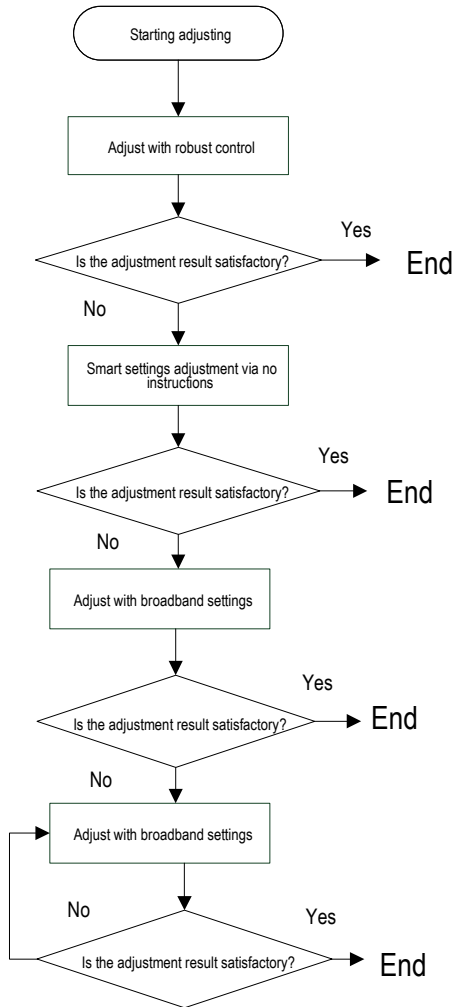 Starting adjusting
Adjust with robust control
Yes
Is the adjustment result satisfactory?
End
No
Smart settings adjustment via no
instructions
Yes
Is the adjustment result satisfactory?
End
No
Adjust with broadband settings
Yes
Is the adjustment result satisfactory?
End
No
Adjust with broadband settings
No
Yes
Is the adjustment result satisfactory?
End